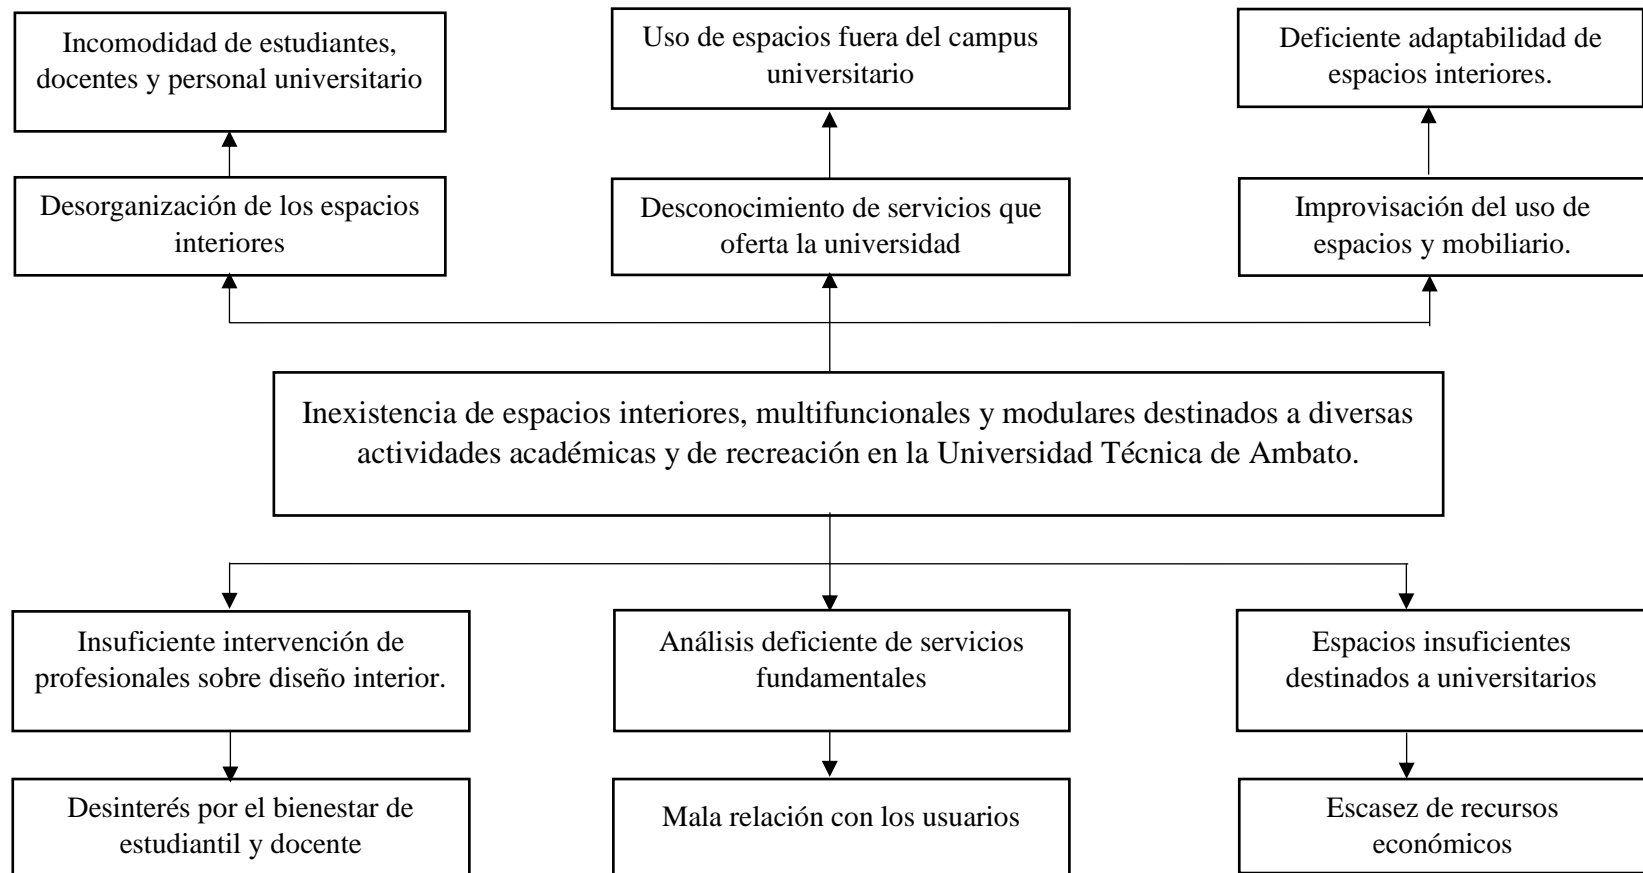 Incomodidad de estudiantes,
docentes y personal universitario
Uso de espacios fuera del campus
universitario
Deficiente adaptabilidad de
espacios interiores.
Desorganización de los espacios
interiores
Desconocimiento de servicios que
oferta la universidad
Improvisación del uso de
espacios y mobiliario.
Inexistencia de espacios interiores, multifuncionales y modulares destinados a diversas
actividades académicas y de recreación en la Universidad Técnica de Ambato.
Insuficiente intervención de
profesionales sobre diseño interior.
Análisis deficiente de servicios
fundamentales
Espacios insuficientes
destinados a universitarios
Desinterés por el bienestar de
estudiantil y docente
Mala relación con los usuarios
Escasez de recursos
económicos